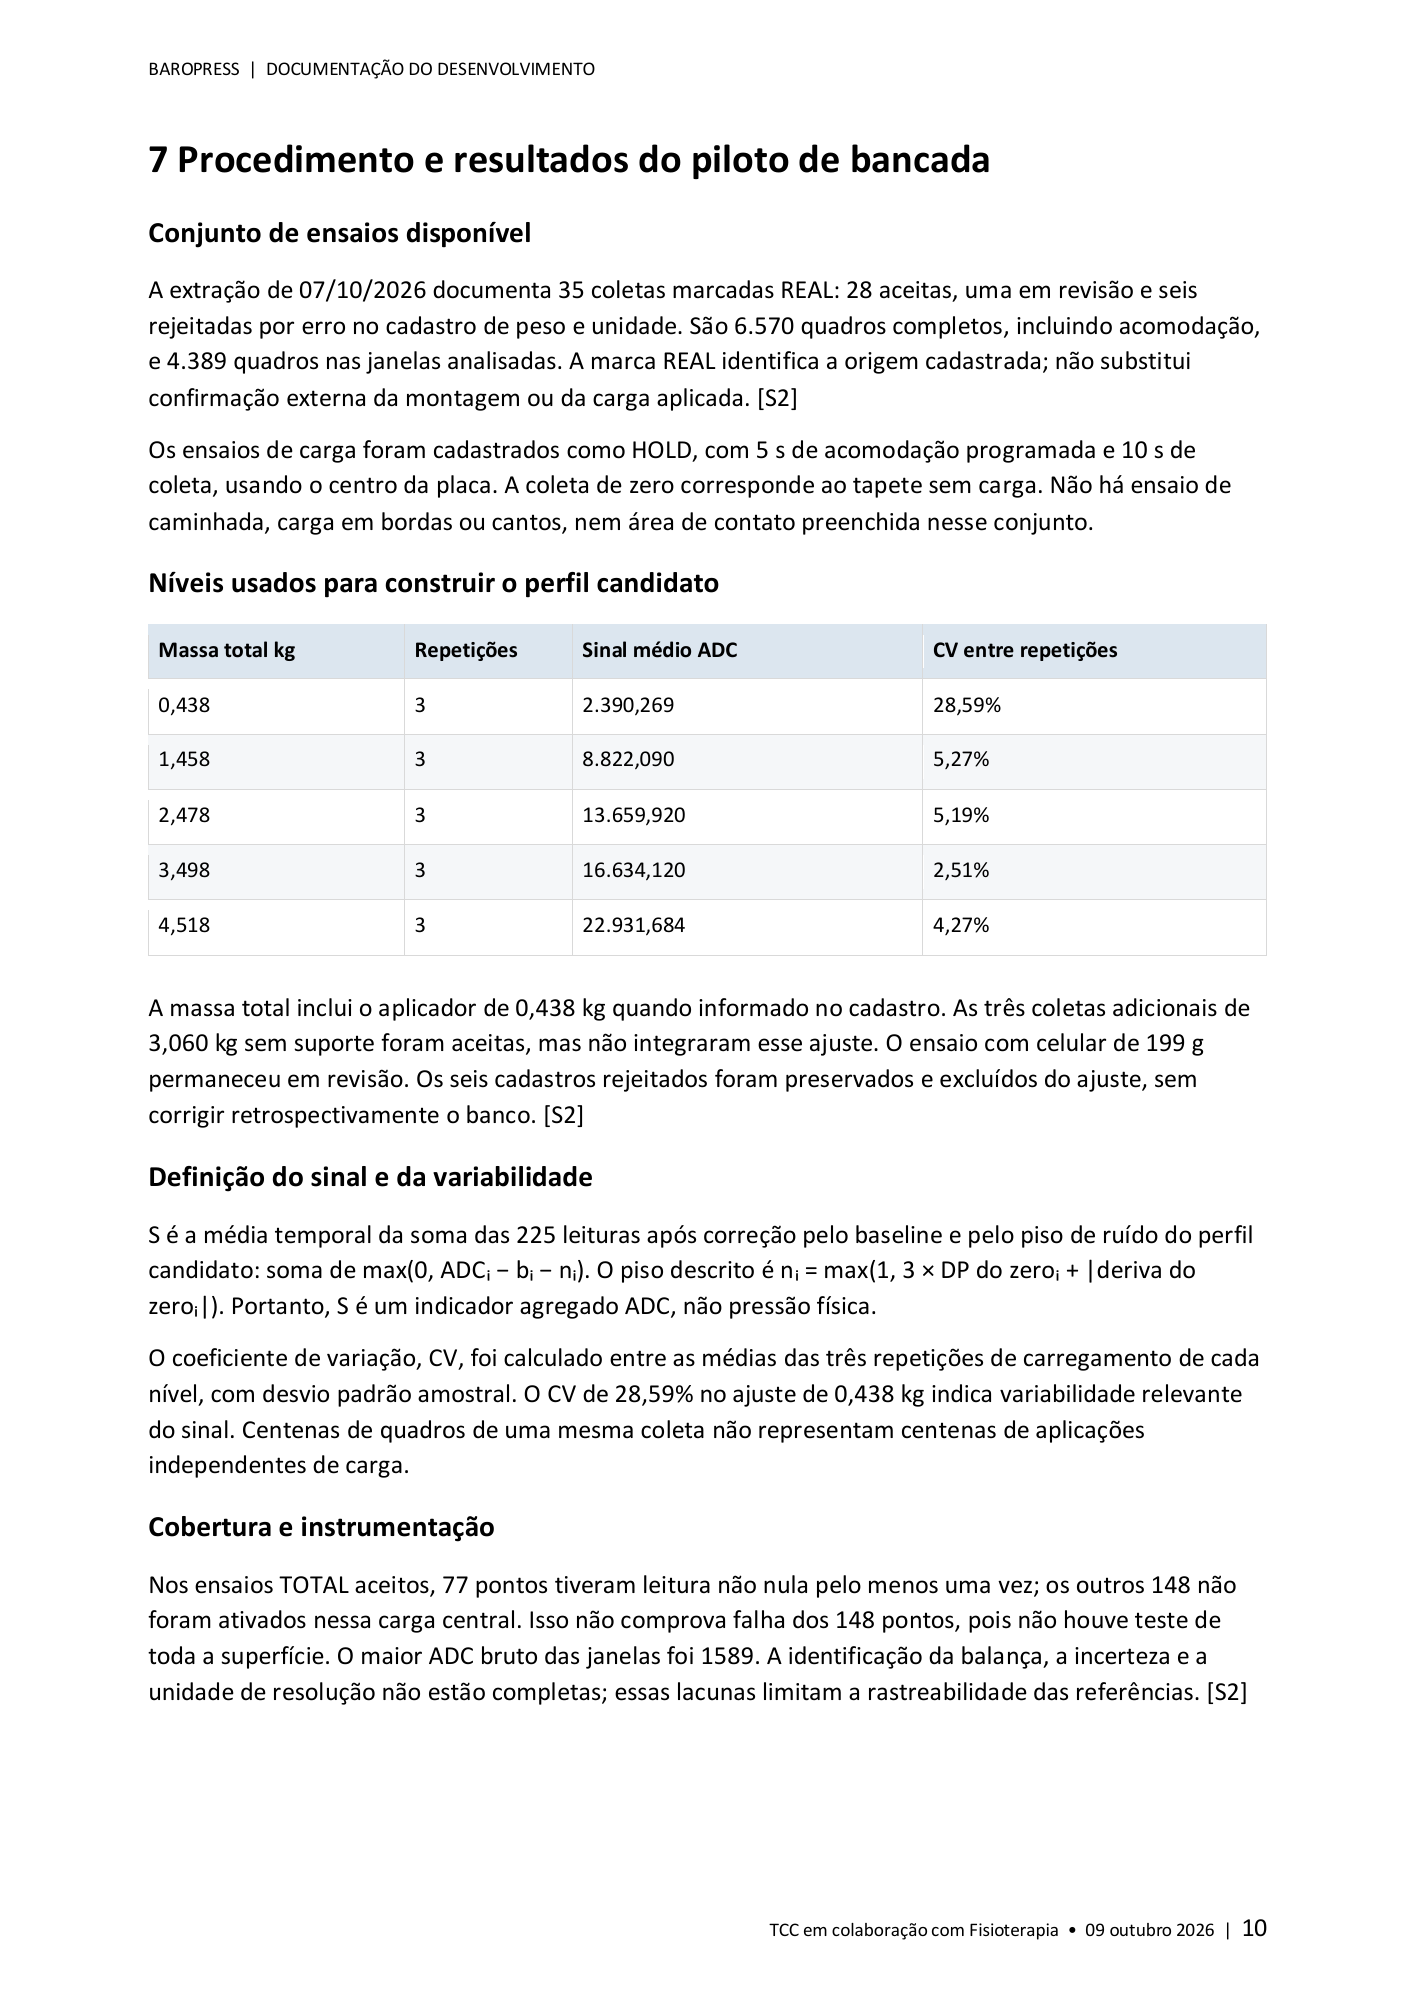 BAROPRESS | DOCUMENTAÇÃO DO DESENVOLVIMENTO
7 Procedimento e resultados do piloto de bancada
Conjunto de ensaios disponível
A extração de 07/10/2026 documenta 35 coletas marcadas REAL: 28 aceitas, uma em revisão e seis
rejeitadas por erro no cadastro de peso e unidade. São 6.570 quadros completos, incluindo acomodação,
e 4.389 quadros nas janelas analisadas. A marca REAL identifica a origem cadastrada; não substitui
confirmação externa da montagem ou da carga aplicada. [S2]
Os ensaios de carga foram cadastrados como HOLD, com 5 s de acomodação programada e 10 s de
coleta, usando o centro da placa. A coleta de zero corresponde ao tapete sem carga. Não há ensaio de
caminhada, carga em bordas ou cantos, nem área de contato preenchida nesse conjunto.
Níveis usados para construir o perfil candidato
Massa total kg Repetições Sinal médio ADC CV entre repetições
0,438 3 2.390,269 28,59%
1,458 3 8.822,090 5,27%
2,478 3 13.659,920 5,19%
3,498 3 16.634,120 2,51%
4,518 3 22.931,684 4,27%
A massa total inclui o aplicador de 0,438 kg quando informado no cadastro. As três coletas adicionais de
3,060 kg sem suporte foram aceitas, mas não integraram esse ajuste. O ensaio com celular de 199 g
permaneceu em revisão. Os seis cadastros rejeitados foram preservados e excluídos do ajuste, sem
corrigir retrospectivamente o banco. [S2]
Definição do sinal e da variabilidade
S é a média temporal da soma das 225 leituras após correção pelo baseline e pelo piso de ruído do perfil
candidato: soma de max(0, ADCᵢ − bᵢ − nᵢ). O piso descrito é nᵢ = max(1, 3 × DP do zeroᵢ + |deriva do
zeroᵢ|). Portanto, S é um indicador agregado ADC, não pressão física.
O coeficiente de variação, CV, foi calculado entre as médias das três repetições de carregamento de cada
nível, com desvio padrão amostral. O CV de 28,59% no ajuste de 0,438 kg indica variabilidade relevante
do sinal. Centenas de quadros de uma mesma coleta não representam centenas de aplicações
independentes de carga.
Cobertura e instrumentação
Nos ensaios TOTAL aceitos, 77 pontos tiveram leitura não nula pelo menos uma vez; os outros 148 não
foram ativados nessa carga central. Isso não comprova falha dos 148 pontos, pois não houve teste de
toda a superfície. O maior ADC bruto das janelas foi 1589. A identificação da balança, a incerteza e a
unidade de resolução não estão completas; essas lacunas limitam a rastreabilidade das referências. [S2]
TCC em colaboração com Fisioterapia • 09 outubro 2026 | 10